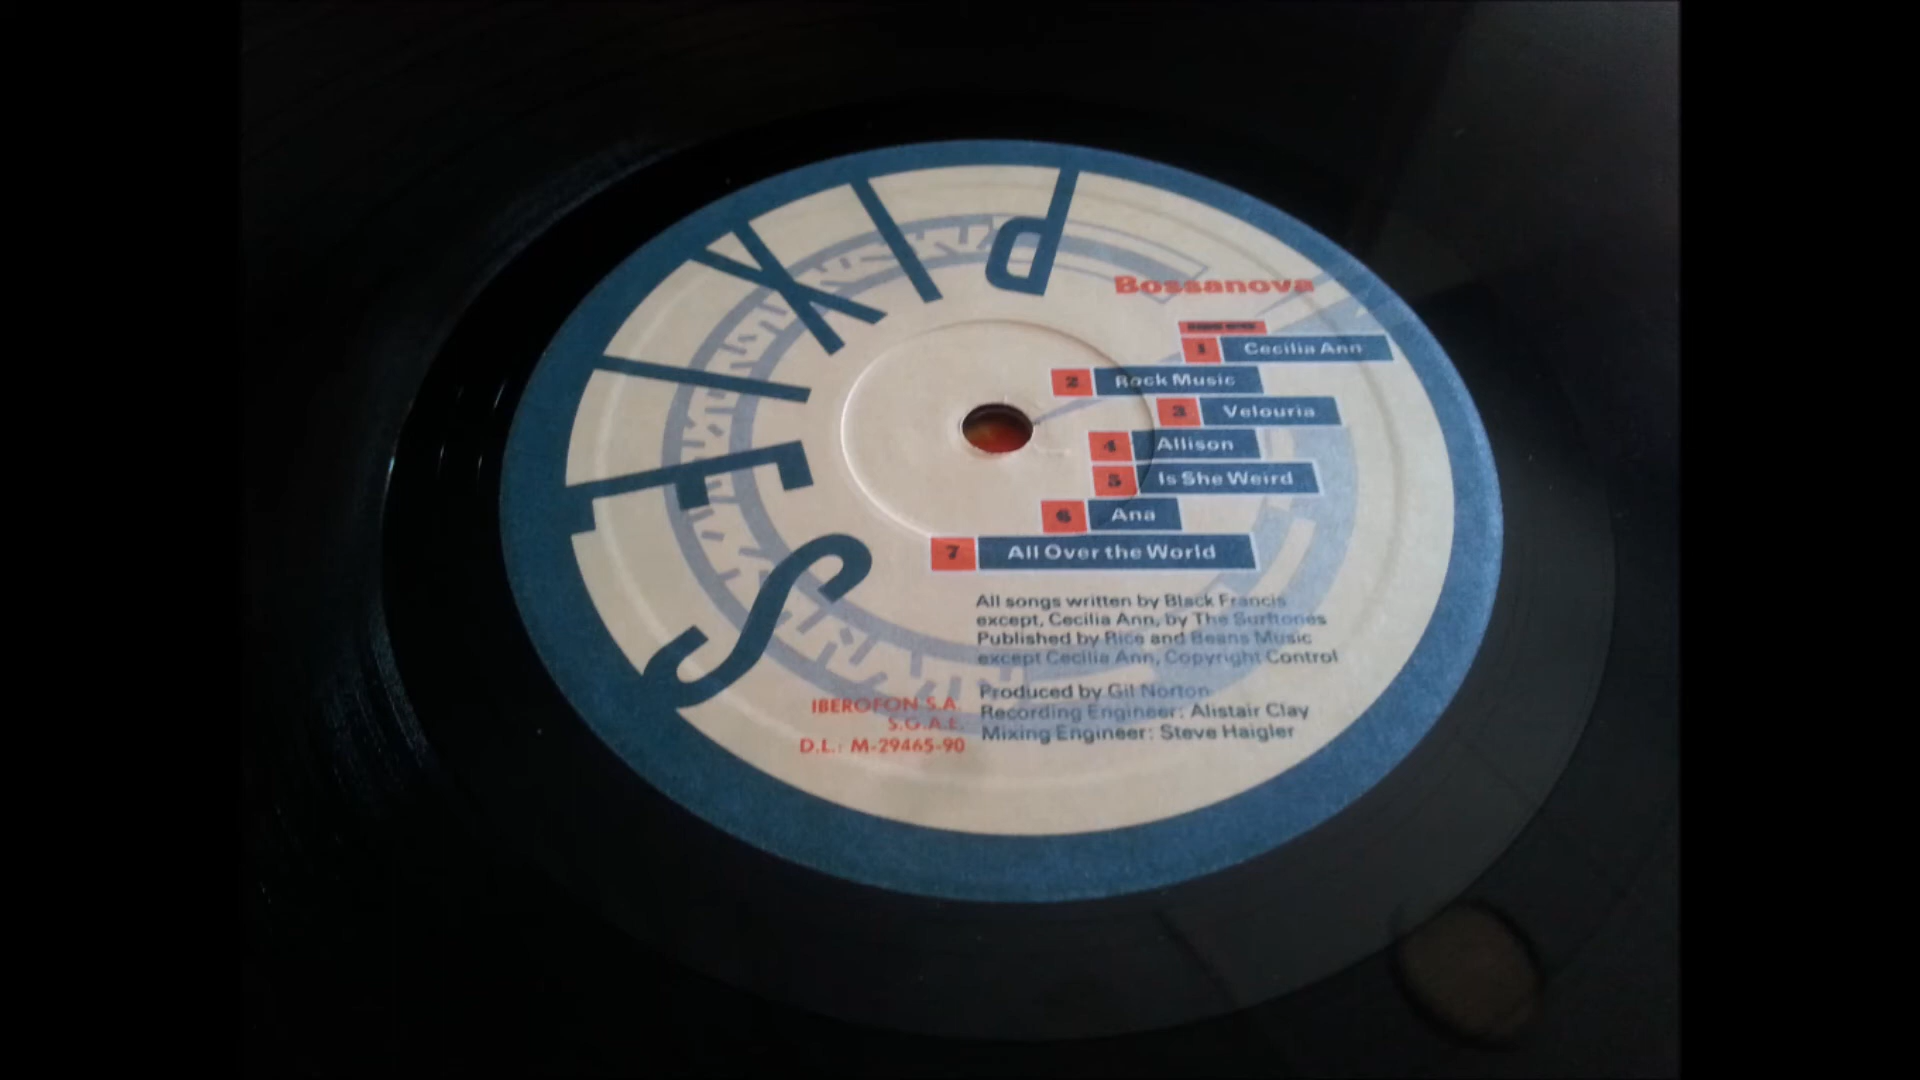 PIXIES
Bossanova
1 Cecilia Ann
2 Rock Music
3 Velouria
4 Allison
5 Is She Weird
6 Ana
7 All Over the World
All songs written by Black Francis
except, Cecilia Ann, by The Surftones
Published by Rice and Beans Music
except Cecilia Ann, Copyright Control
Produced by Gil Norton
Recording Engineer: Alistair Clay
Mixing Engineer: Steve Haigler
IBEROFON S.A.
S.G.A.E.
D.L.: M-29465-90